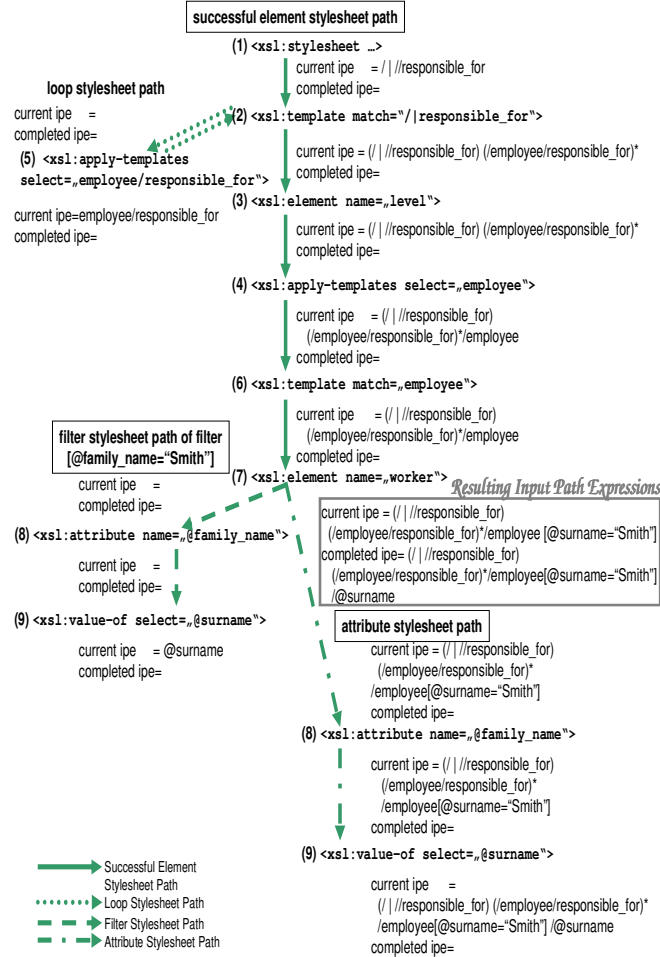 successful element stylesheet path
(1) <xsl:stylesheet …>
current ipe = / | //responsible_for
completed ipe=
loop stylesheet path
current ipe =
completed ipe=
(2) <xsl:template match=“/|responsible_for“>
(5) <xsl:apply-templates
select=„employee/responsible_for“>
current ipe=employee/responsible_for
completed ipe=
current ipe = (/ | //responsible_for) (/employee/responsible_for)*
completed ipe=
(3) <xsl:element name=„level“>
current ipe = (/ | //responsible_for) (/employee/responsible_for)*
completed ipe=
(4) <xsl:apply-templates select=„employee“>
current ipe = (/ | //responsible_for)
(/employee/responsible_for)*/employee
completed ipe=
(6) <xsl:template match=„employee“>
current ipe = (/ | //responsible_for)
(/employee/responsible_for)*/employee
completed ipe=
(7) <xsl:element name=„worker“>
filter stylesheet path of filter
[@family_name=“Smith”]
current ipe =
completed ipe=
(8) <xsl:attribute name=„@family_name“>
current ipe =
completed ipe=
(9) <xsl:value-of select=„@surname“>
current ipe = @surname
completed ipe=
Resulting Input Path Expressions
current ipe = (/ | //responsible_for)
(/employee/responsible_for)*/employee [@surname=“Smith”]
completed ipe= (/ | //responsible_for)
(/employee/responsible_for)*/employee[@surname=“Smith”]
/@surname
attribute stylesheet path
current ipe = (/ | //responsible_for)
(/employee/responsible_for)*
/employee[@surname=“Smith”]
completed ipe=
(8) <xsl:attribute name=„@family_name“>
current ipe = (/ | //responsible_for)
(/employee/responsible_for)*
/employee[@surname=“Smith”]
completed ipe=
(9) <xsl:value-of select=„@surname“>
current ipe =
(/ | //responsible_for) (/employee/responsible_for)*
/employee[@surname=“Smith”] /@surname
completed ipe=
Successful Element
Stylesheet Path
Loop Stylesheet Path
Filter Stylesheet Path
Attribute Stylesheet Path